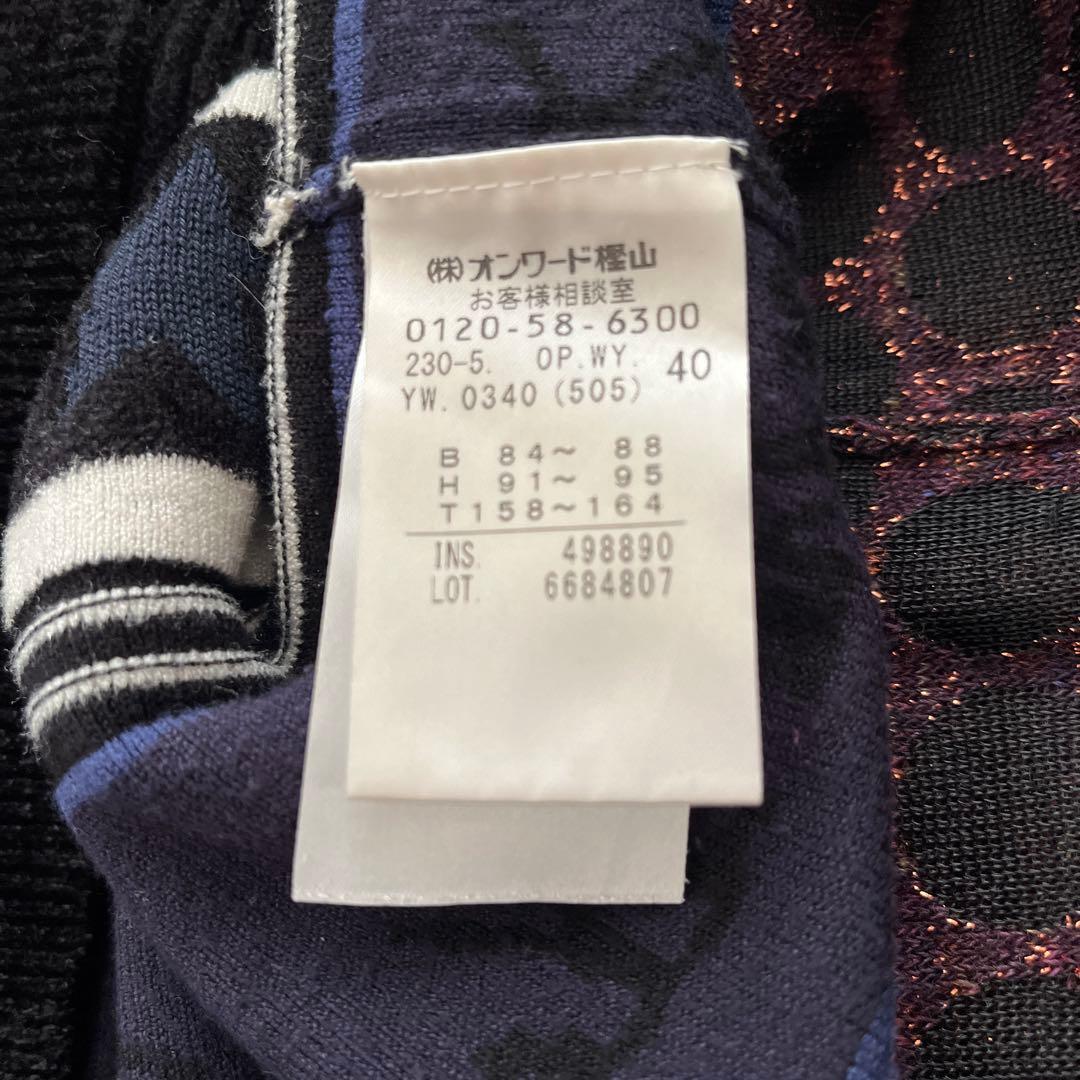 ㈱オンワード樫山
お客様相談室
0120-58-6300
230-5. OP.WY. 40
YW. 0340 (505)
B 84～ 88
H 91～ 95
T158～164
INS. 498890
LOT. 6684807